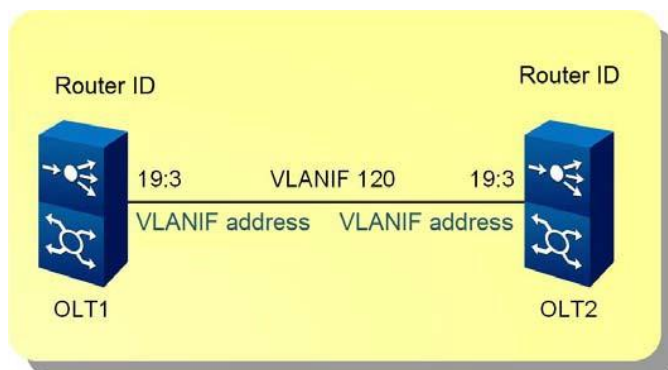 Router ID
Router ID
19:3
VLANIF 120
19:3
VLANIF address
VLANIF address
OLT1
OLT2